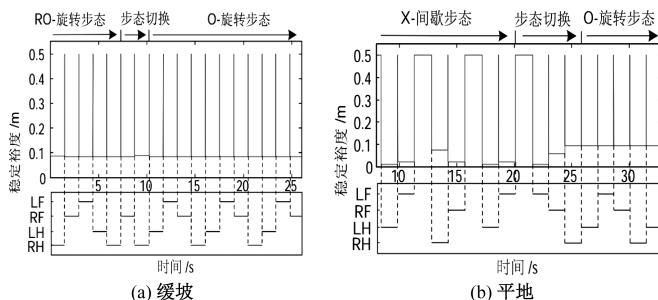 RO-旋转步态 步态切换 O-旋转步态
0.5
0.4
0.3
0.2
0.1
0
稳定裕度/m
5 10 15 20 25
LF
RF
LH
RH
时间/s
(a) 缓坡
X-间歇步态 步态切换 O-旋转步态
0.5
0.4
0.3
0.2
0.1
0
稳定裕度/m
10 15 20 25 30
LF
RF
LH
RH
时间/s
(b) 平地